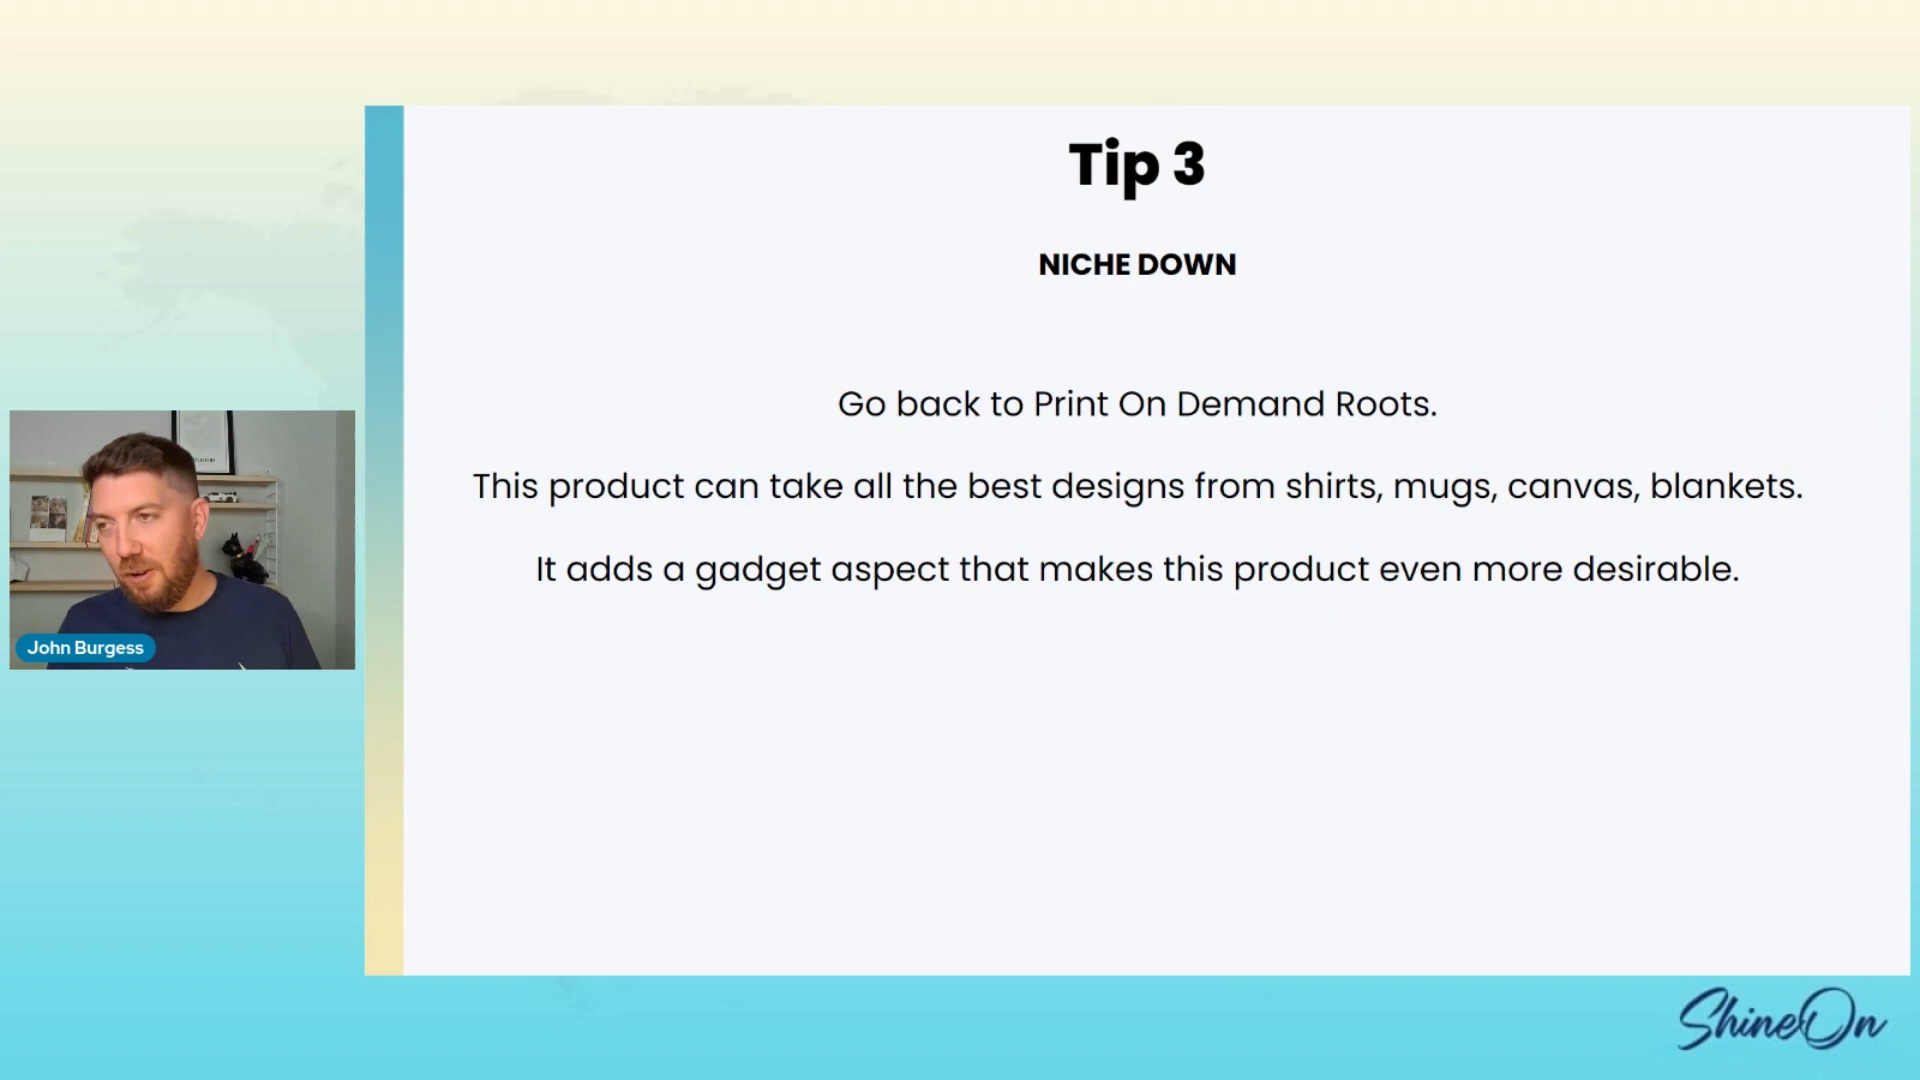 Tip 3
NICHE DOWN
Go back to Print On Demand Roots.
This product can take all the best designs from shirts, mugs, canvas, blankets.
It adds a gadget aspect that makes this product even more desirable.
John Burgess
ShineOn